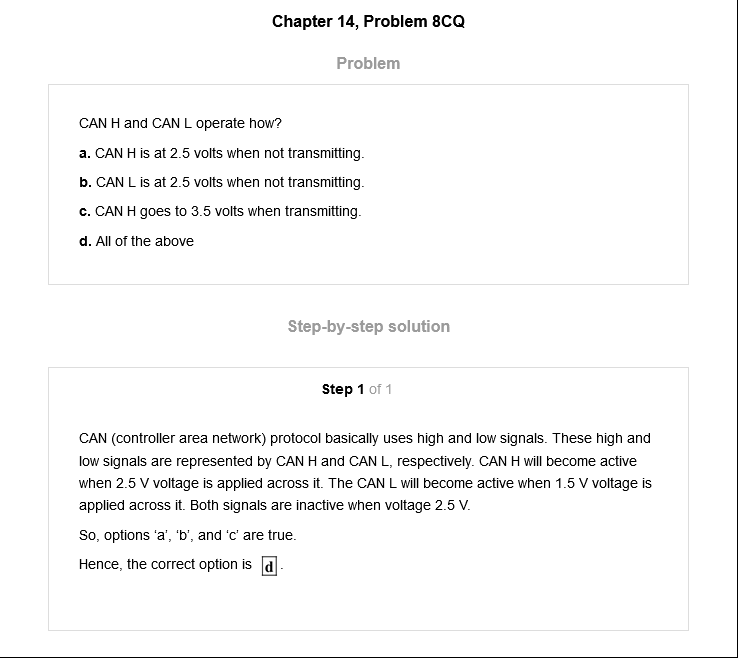 Chapter 14, Problem 8CQ
Problem
CAN H and CAN L operate how?
a. CAN H is at 2.5 volts when not transmitting.
b. CAN L is at 2.5 volts when not transmitting.
c. CAN H goes to 3.5 volts when transmitting.
d. All of the above
Step-by-step solution
Step 1 of 1
CAN (controller area network) protocol basically uses high and low signals. These high and
low signals are represented by CAN H and CAN L, respectively. CAN H will become active
when 2.5 V voltage is applied across it. The CAN L will become active when 1.5 V voltage is
applied across it. Both signals are inactive when voltage 2.5 V.
So, options ‘a’, ‘b’, and ‘c’ are true.
Hence, the correct option is d.